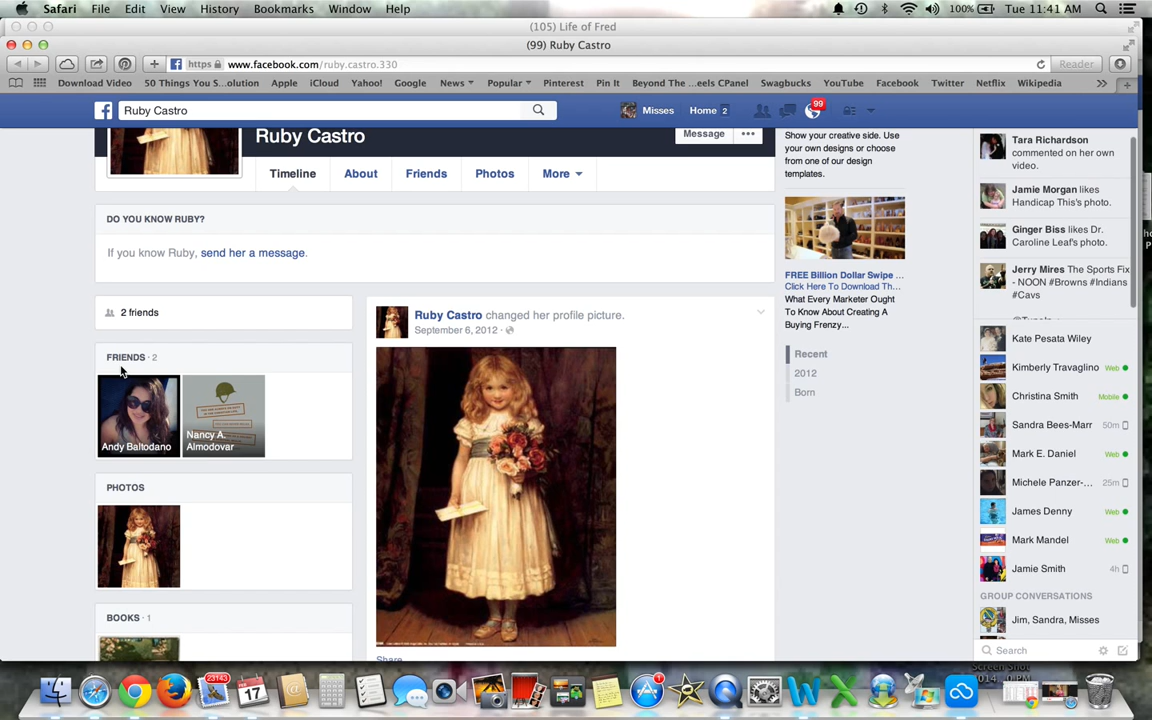 Safari File Edit View History Bookmarks Window Help
100% Tue 11:41 AM
(105) Life of Fred
(99) Ruby Castro
https www.facebook.com/ruby.castro.330
Reader
Download Video 50 Things You S...olution Apple iCloud Yahoo! Google News Popular Pinterest Pin It Beyond The ...eels CPanel Swagbucks YouTube Facebook Twitter Netflix Wikipedia
Ruby Castro
Misses Home 2 99
Ruby Castro
Message
Timeline About Friends Photos More
DO YOU KNOW RUBY?
If you know Ruby, send her a message.
2 friends
FRIENDS · 2
Andy Baltodano
Nancy A.
Almodovar
PHOTOS
BOOKS · 1
Ruby Castro changed her profile picture.
September 6, 2012 ·
Share
Show your creative side. Use
your own designs or choose
from one of our design
templates.
FREE Billion Dollar Swipe ...
Click Here To Download Th...
What Every Marketer Ought
To Know About Creating A
Buying Frenzy...
Recent
2012
Born
Tara Richardson
commented on her own
video.
Jamie Morgan likes
Handicap This's photo.
Ginger Biss likes Dr.
Caroline Leaf's photo.
Jerry Mires The Sports Fix
- NOON #Browns #Indians
#Cavs
Kate Pesata Wiley
Kimberly Travaglino Web
Christina Smith Mobile
Sandra Bees-Marr 50m
Mark E. Daniel Web
Michele Panzer-... 25m
James Denny Web
Mark Mandel Web
Jamie Smith 4h
GROUP CONVERSATIONS
Jim, Sandra, Misses
Search
Screen Shot
23143
17
1